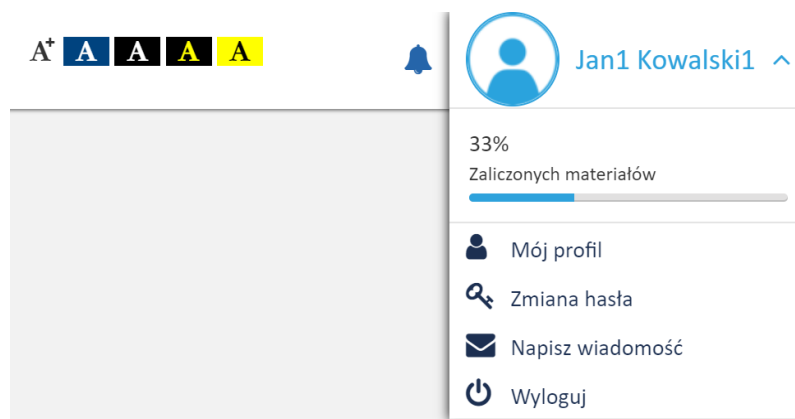 A+ A A A A
Jan1 Kowalski1
33%
Zaliczonych materiałów
Mój profil
Zmiana hasła
Napisz wiadomość
Wyloguj